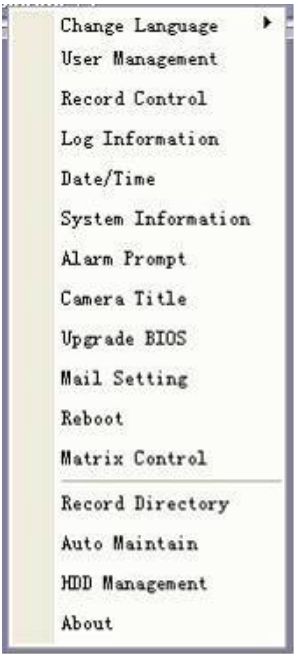 Change Language
User Management
Record Control
Log Information
Date/Time
System Information
Alarm Prompt
Camera Title
Upgrade BIOS
Mail Setting
Reboot
Matrix Control
Record Directory
Auto Maintain
HDD Management
About